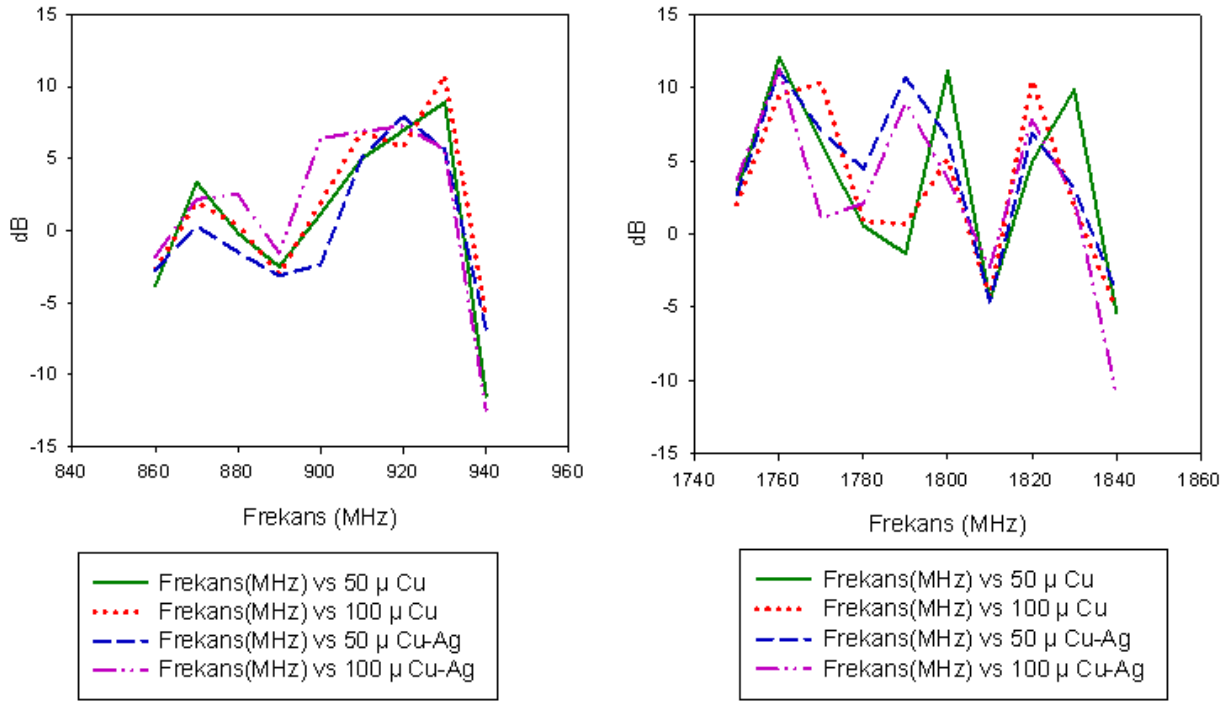 15
10
5
0
-5
-10
-15
dB
840
860
880
900
920
940
960
Frekans (MHz)
Frekans(MHz) vs 50 µ Cu
Frekans(MHz) vs 100 µ Cu
Frekans(MHz) vs 50 µ Cu-Ag
Frekans(MHz) vs 100 µ Cu-Ag
15
10
5
0
-5
-10
-15
dB
1740
1760
1780
1800
1820
1840
1860
Frekans (MHz)
Frekans(MHz) vs 50 µ Cu
Frekans(MHz) vs 100 µ Cu
Frekans(MHz) vs 50 µ Cu-Ag
Frekans(MHz) vs 100 µ Cu-Ag